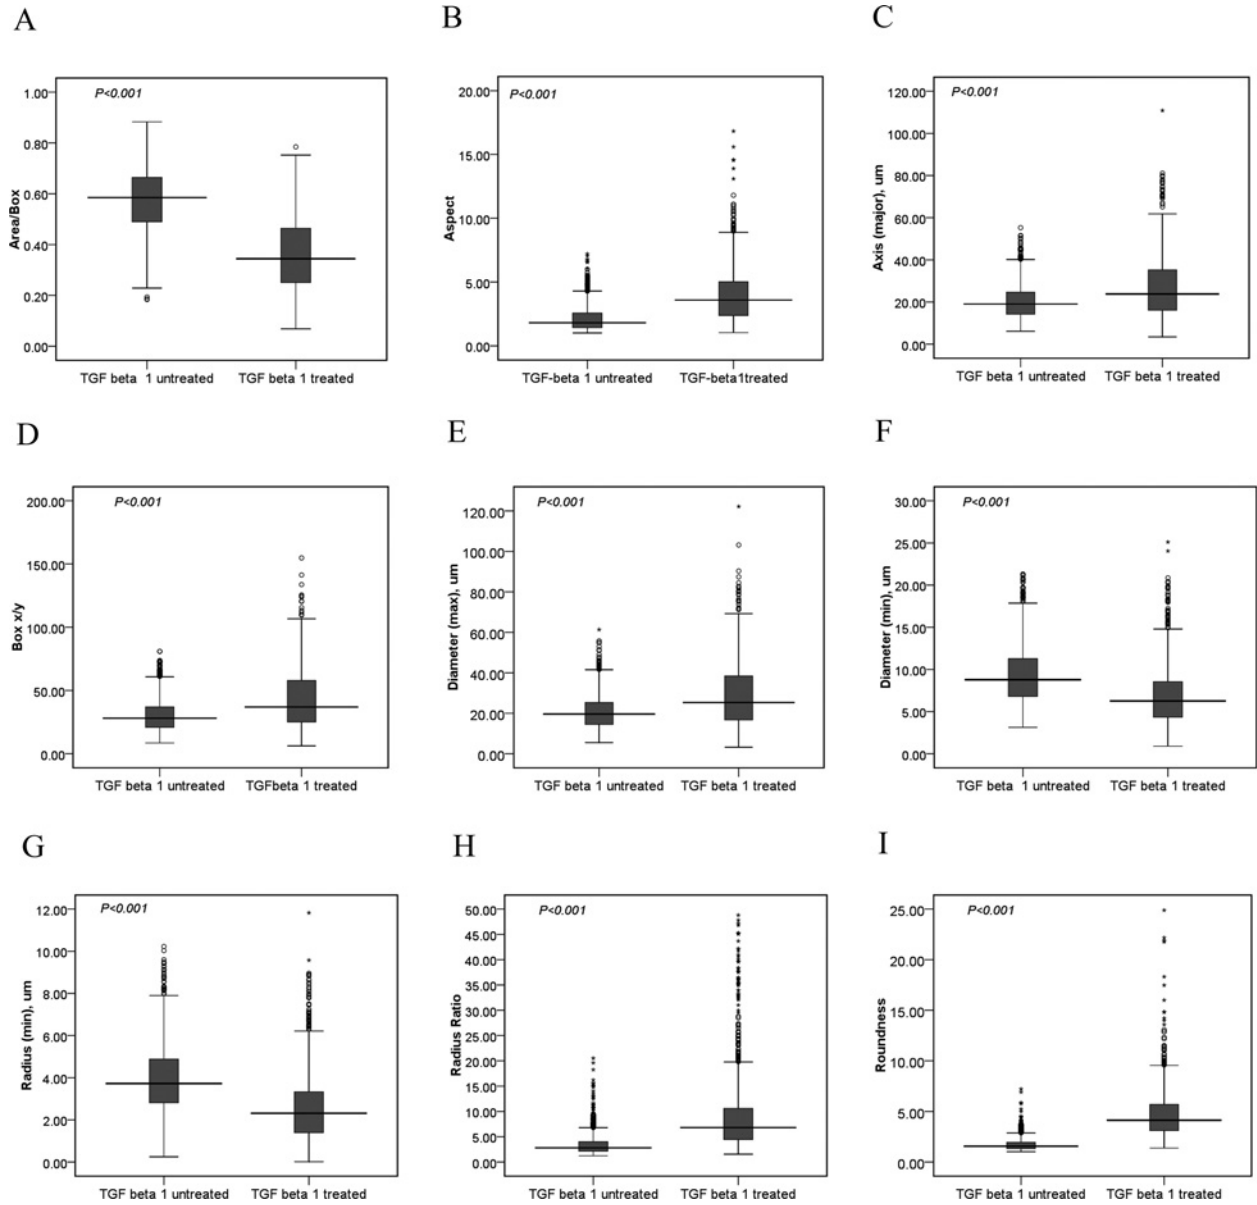 A
B
C
P<0.001
Area/Box
1.00
0.80
0.60
0.40
0.20
0.00
TGF beta 1 untreated
TGF beta 1 treated
P<0.001
Aspect
20.00
15.00
10.00
5.00
0.00
TGF-beta 1 untreated
TGF-beta1treated
P<0.001
Axis (major), um
120.00
100.00
80.00
60.00
40.00
20.00
0.00
TGF beta 1 untreated
TGF beta 1 treated
D
E
F
P<0.001
Box x/y
200.00
150.00
100.00
50.00
0.00
TGF beta 1 untreated
TGFbeta 1 treated
P<0.001
Diameter (max), um
120.00
100.00
80.00
60.00
40.00
20.00
0.00
TGF beta 1 untreated
TGF beta 1 treated
P<0.001
Diameter (min), um
30.00
25.00
20.00
15.00
10.00
5.00
0.00
TGF beta 1 untreated
TGF beta 1 treated
G
H
I
P<0.001
Radius (min), um
12.00
10.00
8.00
6.00
4.00
2.00
0.00
TGF beta 1 untreated
TGF beta 1 treated
P<0.001
Radius Ratio
50.00
45.00
40.00
35.00
30.00
25.00
20.00
15.00
10.00
5.00
0.00
TGF beta 1 untreated
TGF beta 1 treated
P<0.001
Roundness
25.00
20.00
15.00
10.00
5.00
0.00
TGF beta 1 untreated
TGF beta 1 treated